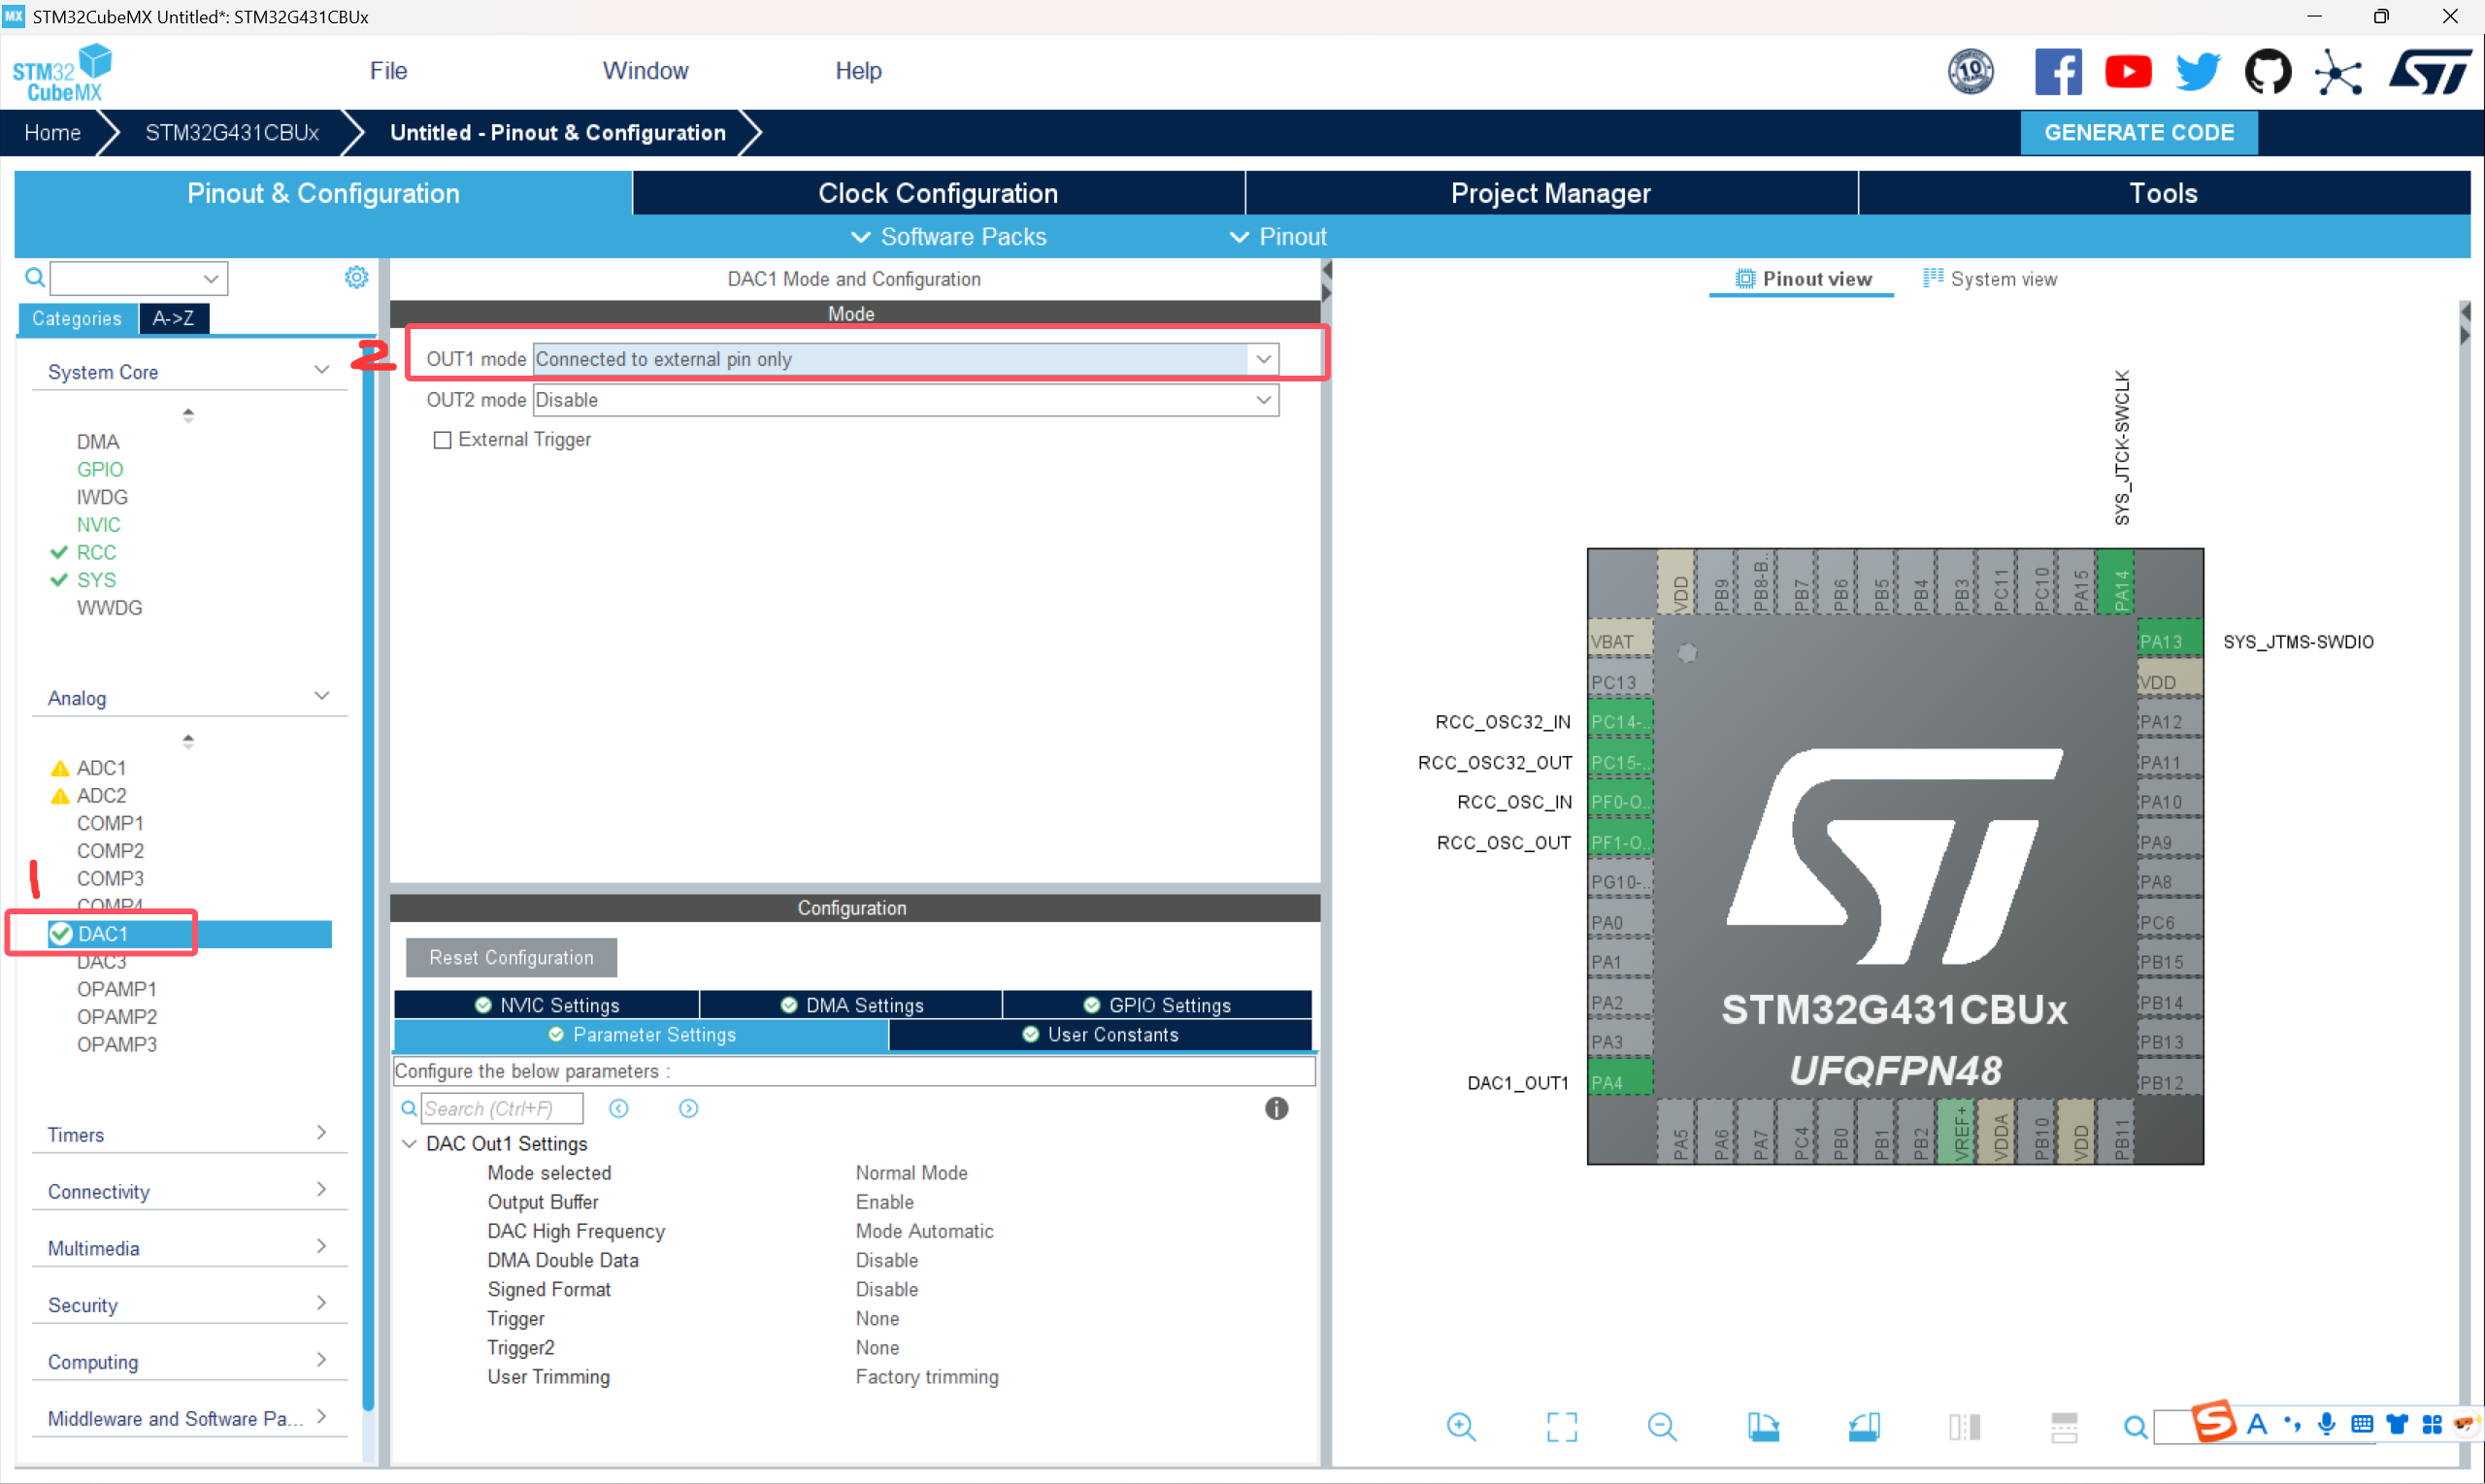 MX STM32CubeMX Untitled*: STM32G431CBUx
STM32
CubeMX
File
Window
Help
10
Home
STM32G431CBUx
Untitled - Pinout & Configuration
GENERATE CODE
Pinout & Configuration
Clock Configuration
Project Manager
Tools
Software Packs
Pinout
Categories
A->Z
System Core
DMA
GPIO
IWDG
NVIC
RCC
SYS
WWDG
Analog
ADC1
ADC2
COMP1
COMP2
COMP3
COMP4
1
DAC1
DAC3
OPAMP1
OPAMP2
OPAMP3
Timers
Connectivity
Multimedia
Security
Computing
Middleware and Software Pa...
DAC1 Mode and Configuration
Mode
2
OUT1 mode Connected to external pin only
OUT2 mode Disable
External Trigger
Configuration
Reset Configuration
NVIC Settings
DMA Settings
GPIO Settings
Parameter Settings
User Constants
Configure the below parameters :
Search (Ctrl+F)
DAC Out1 Settings
Mode selected Normal Mode
Output Buffer Enable
DAC High Frequency Mode Automatic
DMA Double Data Disable
Signed Format Disable
Trigger None
Trigger2 None
User Trimming Factory trimming
Pinout view
System view
SYS_JTCK-SWCLK
VDD
PB9
PB8-B..
PB7
PB6
PB5
PB4
PB3
PC11
PC10
PA15
PA14
VBAT
PC13
RCC_OSC32_IN PC14-..
RCC_OSC32_OUT PC15-..
RCC_OSC_IN PF0-O..
RCC_OSC_OUT PF1-O..
PG10-..
PA0
PA1
PA2
PA3
DAC1_OUT1 PA4
PA13 SYS_JTMS-SWDIO
VDD
PA12
PA11
PA10
PA9
PA8
PC6
PB15
PB14
PB13
PB12
ST
STM32G431CBUx
UFQFPN48
PA5
PA6
PA7
PC4
PB0
PB1
PB2
VREF+
VDDA
PB10
VDD
PB11
S A